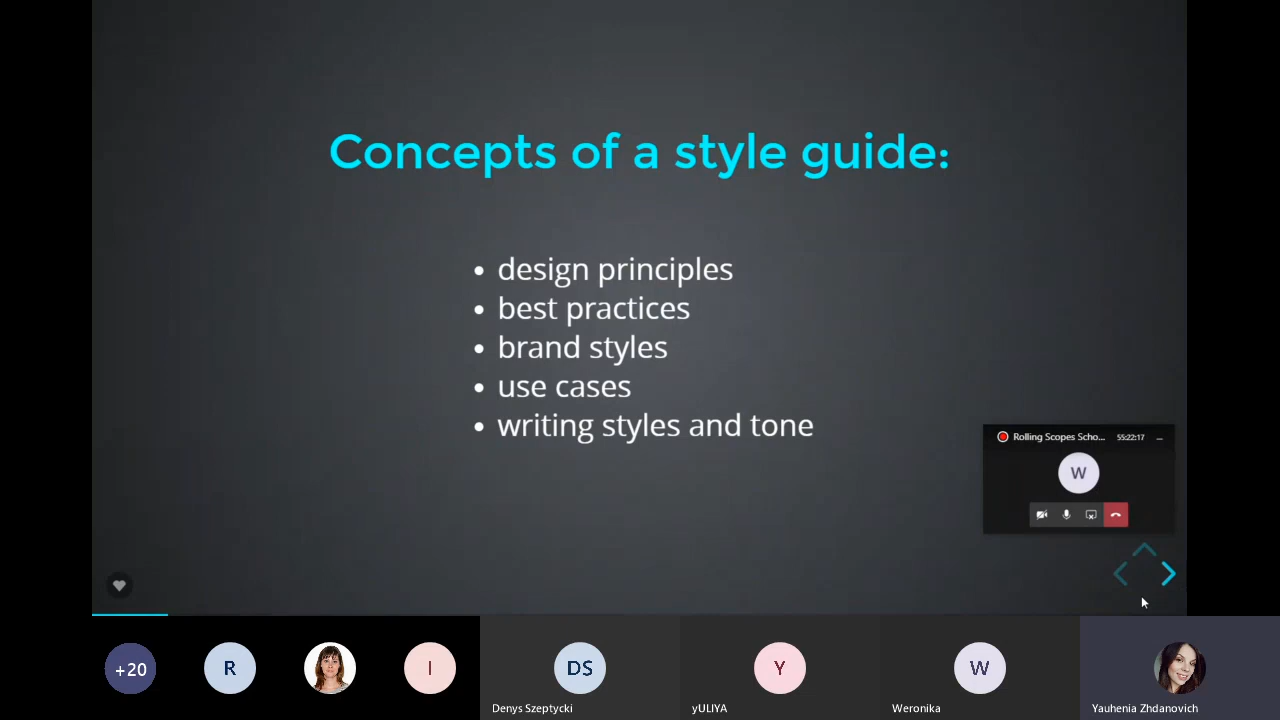 Concepts of a style guide:
• design principles
• best practices
• brand styles
• use cases
• writing styles and tone
Rolling Scopes Scho... 55:22:17
W
+20
R
I
DS
Y
W
Denys Szeptycki
yULIYA
Weronika
Yauhenia Zhdanovich